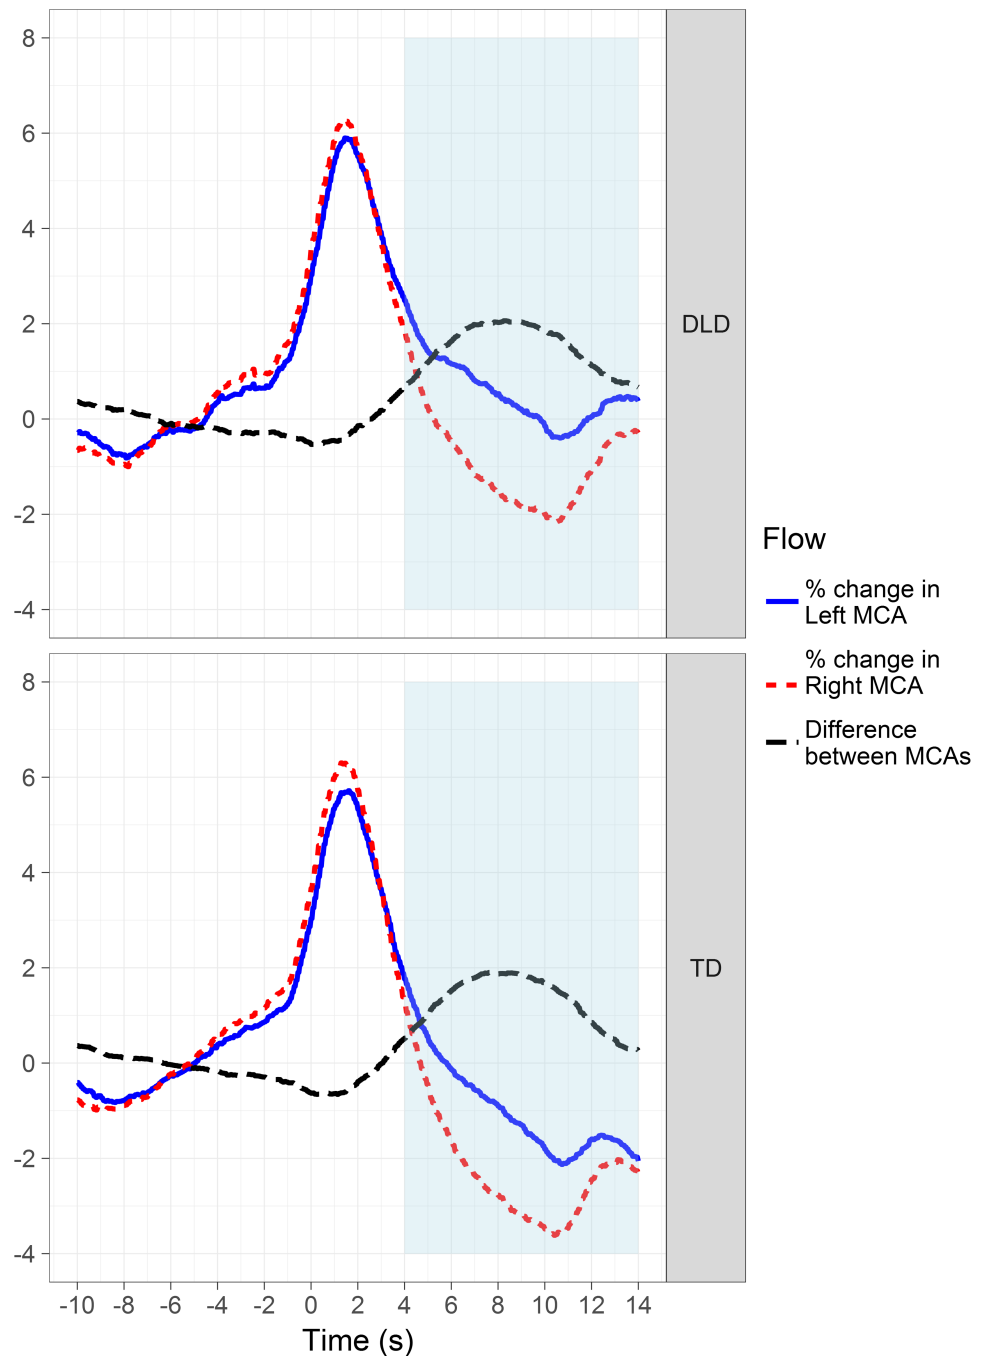 8
6
4
2
0
-2
-4
DLD
8
6
4
2
0
-2
-4
TD
-10 -8 -6 -4 -2 0 2 4 6 8 10 12 14
Time (s)
Flow
% change in
Left MCA
% change in
Right MCA
Difference
between MCAs